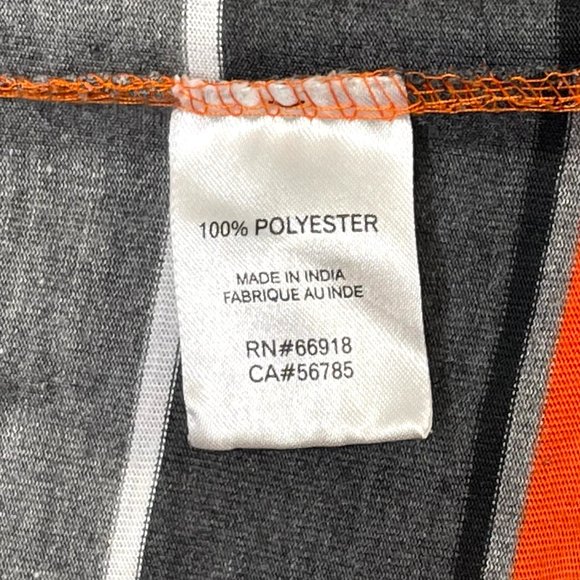 100% POLYESTER
MADE IN INDIA
FABRIQUE AU INDE
RN#66918
CA#56785